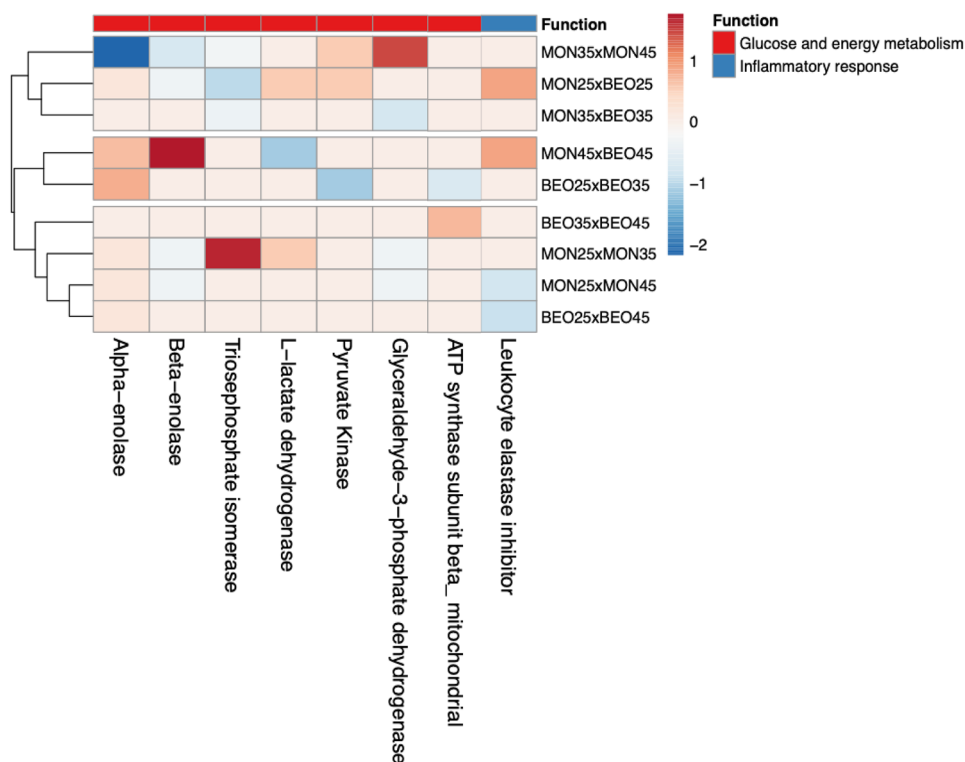 Function
MON35xMON45
MON25xBEO25
MON35xBEO35
MON45xBEO45
BEO25xBEO35
BEO35xBEO45
MON25xMON35
MON25xMON45
BEO25xBEO45
1
0
−1
−2
Function
Glucose and energy metabolism
Inflammatory response
Alpha−enolase
Beta−enolase
Triosephosphate isomerase
L−lactate dehydrogenase
Pyruvate Kinase
Glyceraldehyde−3−phosphate dehydrogenase
ATP synthase subunit beta_ mitochondrial
Leukocyte elastase inhibitor